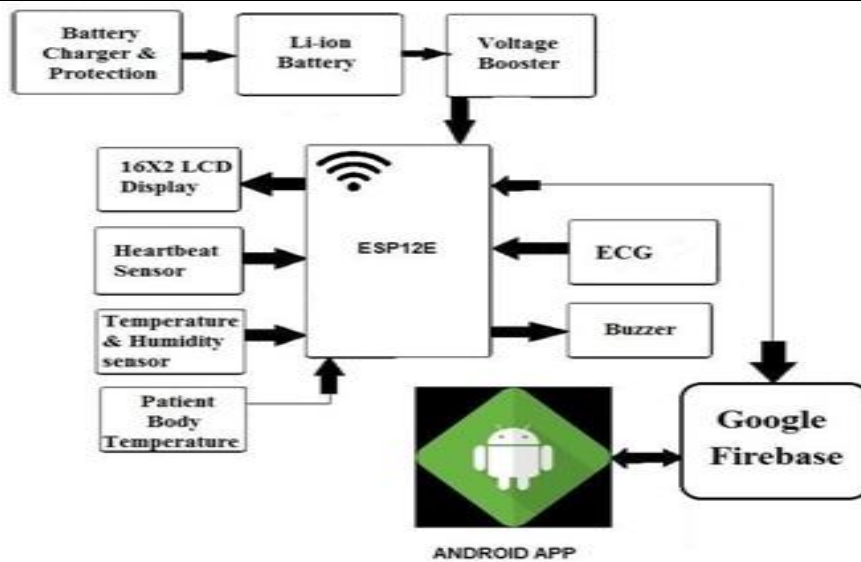 Battery
Charger &
Protection
Li-ion
Battery
Voltage
Booster
16X2 LCD
Display
ESP12E
Heartbeat
Sensor
ECG
Temperature
& Humidity
sensor
Buzzer
Patient
Body
Temperature
Google
Firebase
ANDROID APP